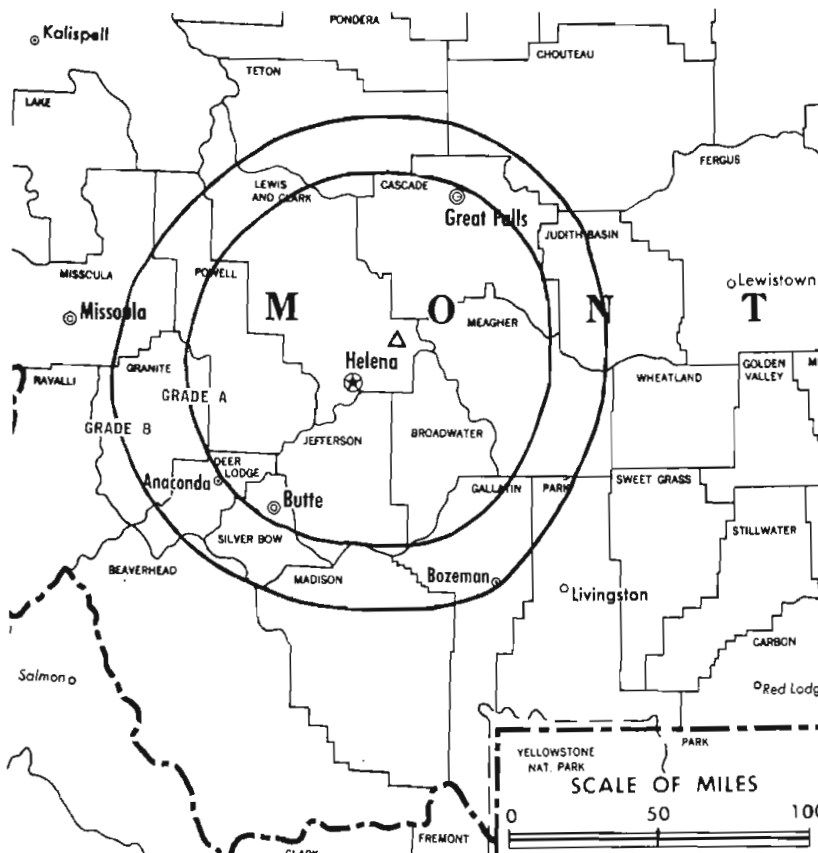 PONDERA
Kalispell
CHOUTEAU
TETON
LAKE
FERGUS
LEWIS
AND CLARK
CASCADE
Great Falls
JUDITH BASIN
MISSCULA
POWELL
Lewistown
M O N T
Missoula
MEAGHER
Helena
RAVALLI
GRANITE
GRADE A
WHEATLAND
GOLDEN
VALLEY
M
GRADE B
JEFFERSON
BROADWATER
DEER
LODGE
Anaconda
GALLATIN
PARK
SWEET GRASS
Butte
STILLWATER
SILVER BOW
BEAVERHEAD
MADISON
Bozeman
Livingston
CARBON
Salmon
Red Lodg
PARK
YELLOWSTONE
NAT. PARK
SCALE OF MILES
0 50 100
FREMONT
CLARK